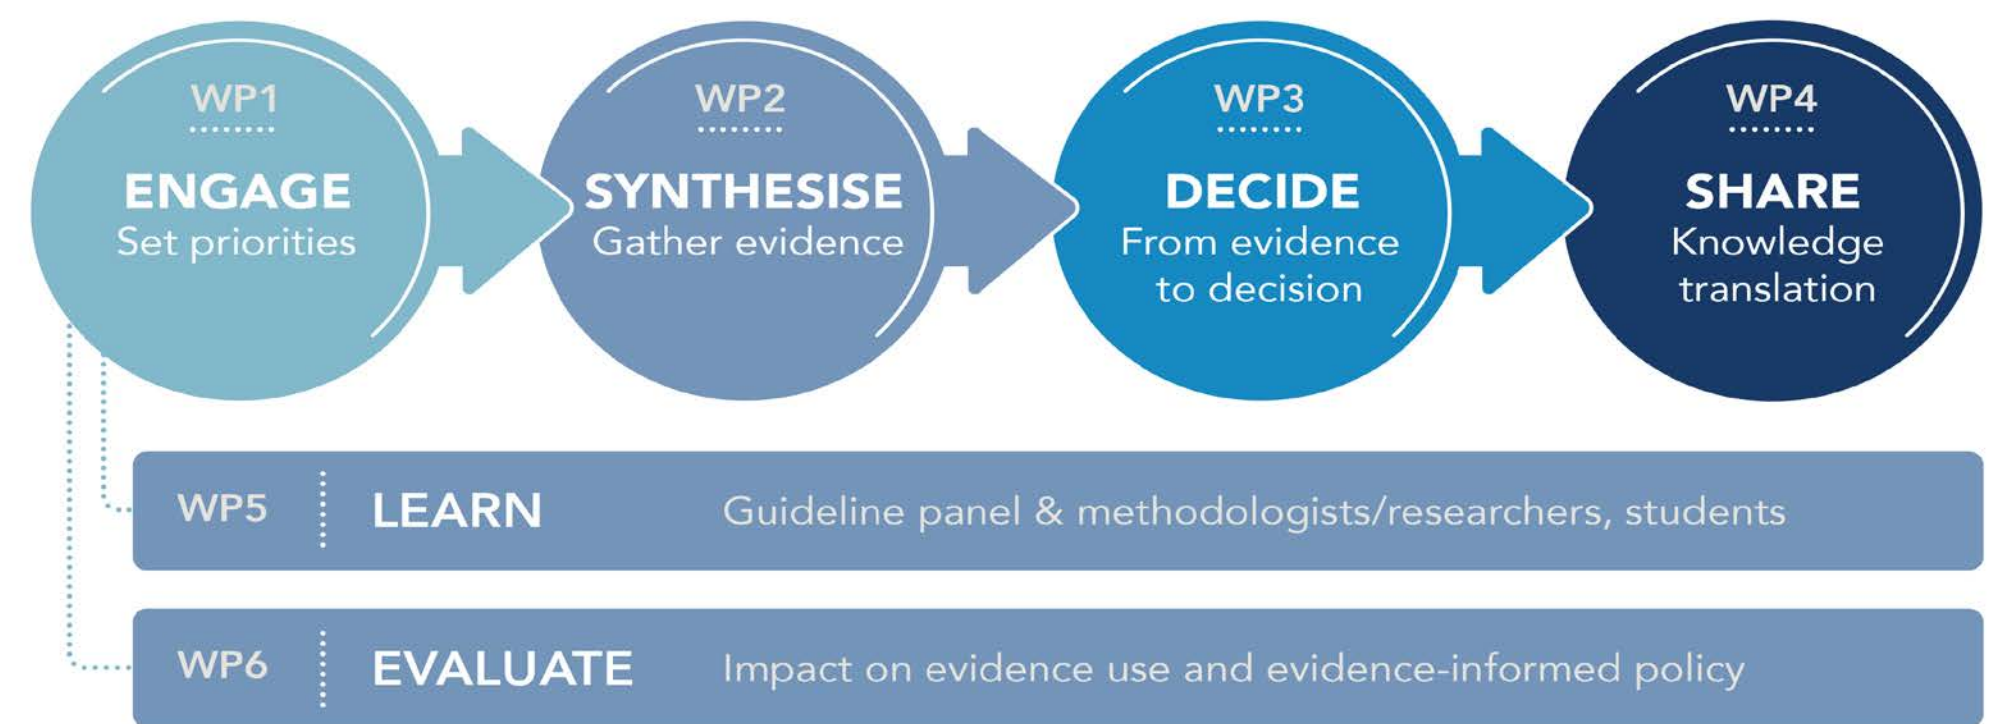 WP1
ENGAGE
Set priorities
WP2
SYNTHESISE
Gather evidence
WP3
DECIDE
From evidence
to decision
WP4
SHARE
Knowledge
translation
WP5
LEARN
Guideline panel & methodologists/researchers, students
WP6
EVALUATE
Impact on evidence use and evidence-informed policy